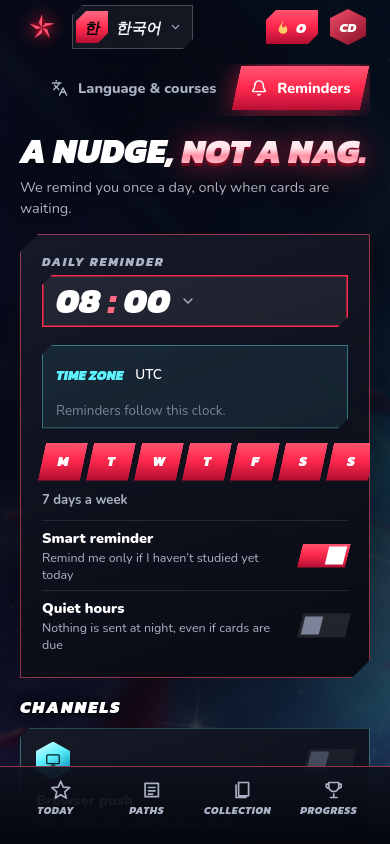 한 한국어
0
CD
Language & courses
Reminders
A NUDGE, NOT A NAG.
We remind you once a day, only when cards are
waiting.
DAILY REMINDER
08 : 00
TIME ZONE UTC
Reminders follow this clock.
M T W T F S S
7 days a week
Smart reminder
Remind me only if I haven't studied yet
today
Quiet hours
Nothing is sent at night, even if cards are
due
CHANNELS
Browser push
TODAY
PATHS
COLLECTION
PROGRESS